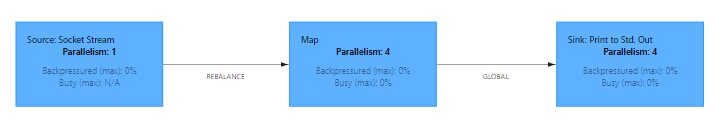 Source: Socket Stream
Parallelism: 1
Backpressured (max): 0%
Busy (max): N/A
REBALANCE
Map
Parallelism: 4
Backpressured (max): 0%
Busy (max): 0%
GLOBAL
Sink: Print to Std. Out
Parallelism: 4
Backpressured (max): 0%
Busy (max): 0%